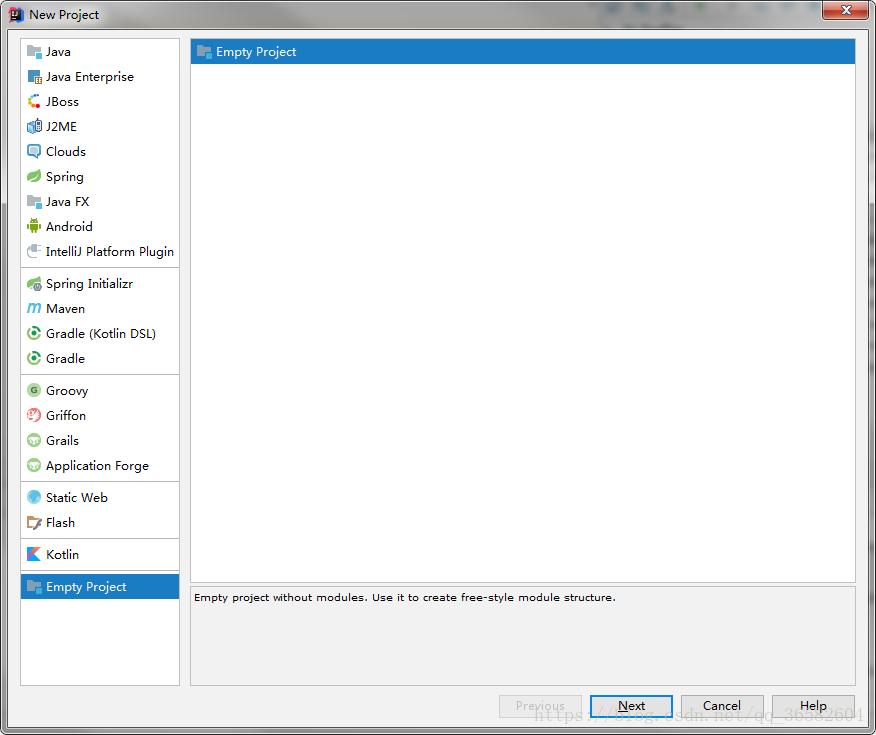 New Project
Java
Java Enterprise
JBoss
J2ME
Clouds
Spring
Java FX
Android
IntelliJ Platform Plugin
Spring Initializr
Maven
Gradle (Kotlin DSL)
Gradle
Groovy
Griffon
Grails
Application Forge
Static Web
Flash
Kotlin
Empty Project
Empty Project
Empty project without modules. Use it to create free-style module structure.
Previous Next Cancel Help
https://blog.csdn.net/qq_36582604